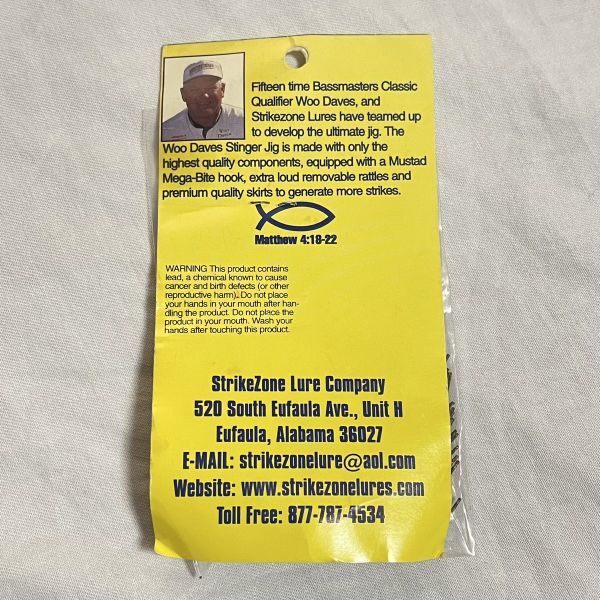 Fifteen time Bassmasters Classic
Qualifier Woo Daves, and
Strikezone Lures have teamed up
to develop the ultimate jig. The
Woo Daves Stinger Jig is made with only the
highest quality components, equipped with a Mustad
Mega-Bite hook, extra loud removable rattles and
premium quality skirts to generate more strikes.
Matthew 4:18-22
WARNING This product contains
lead, a chemical known to cause
cancer and birth defects (or other
reproductive harm). Do not place
your hands in your mouth after han-
dling the product. Do not place the
product in your mouth. Wash your
hands after touching this product.
StrikeZone Lure Company
520 South Eufaula Ave., Unit H
Eufaula, Alabama 36027
E-MAIL: strikezonelure@aol.com
Website: www.strikezonelures.com
Toll Free: 877-787-4534